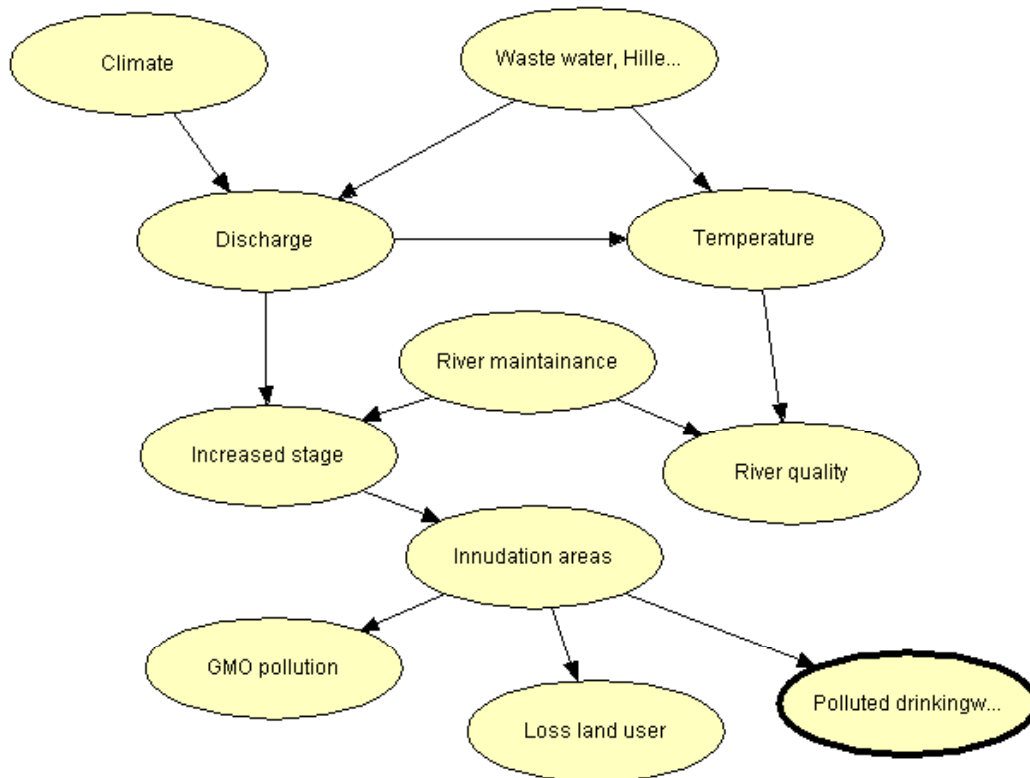 Climate
Waste water, Hille...
Discharge
Temperature
River maintainance
Increased stage
River quality
Innudation areas
GMO pollution
Loss land user
Polluted drinkingw...